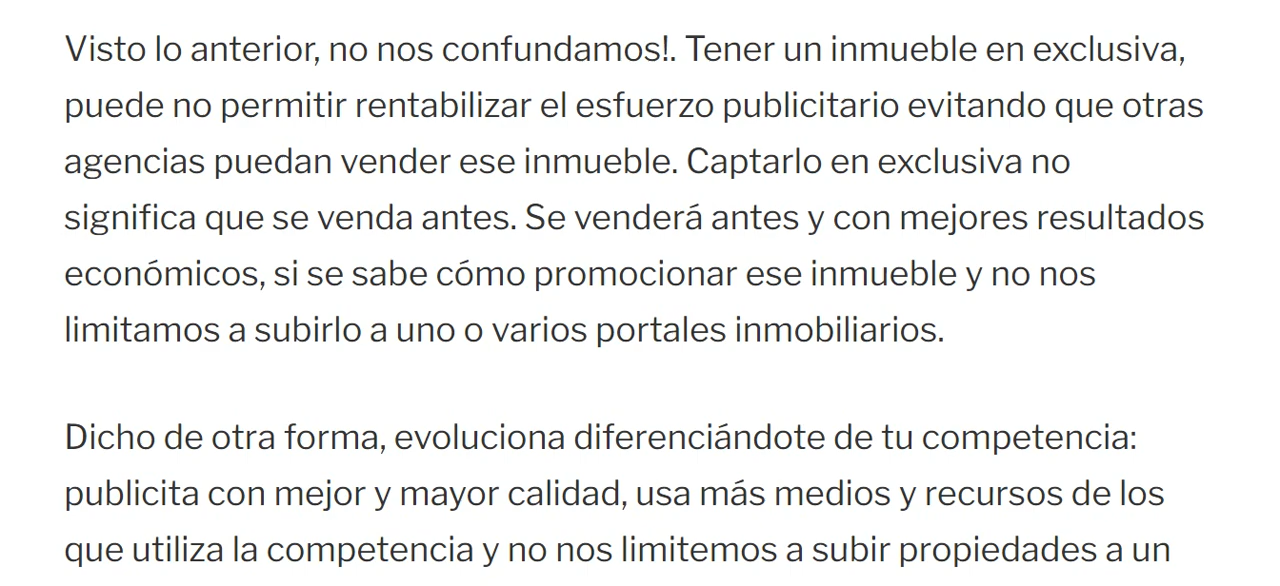 Visto lo anterior, no nos confundamos!. Tener un inmueble en exclusiva,
puede no permitir rentabilizar el esfuerzo publicitario evitando que otras
agencias puedan vender ese inmueble. Captarlo en exclusiva no
significa que se venda antes. Se venderá antes y con mejores resultados
económicos, si se sabe cómo promocionar ese inmueble y no nos
limitamos a subirlo a uno o varios portales inmobiliarios.
Dicho de otra forma, evoluciona diferenciándote de tu competencia:
publicita con mejor y mayor calidad, usa más medios y recursos de los
que utiliza la competencia y no nos limitemos a subir propiedades a un